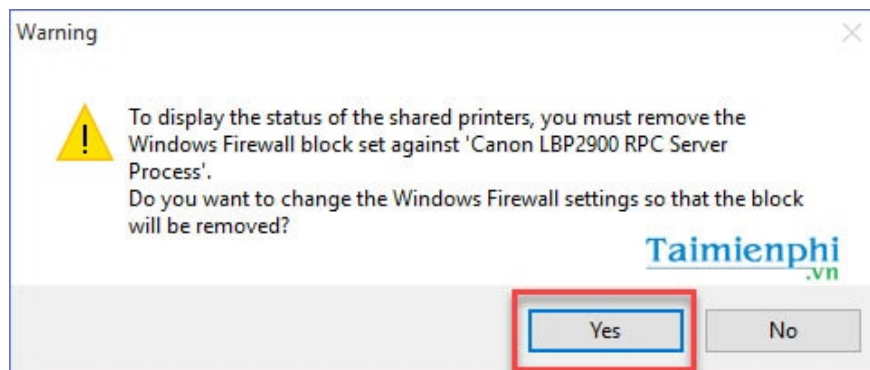 Warning
To display the status of the shared printers, you must remove the
Windows Firewall block set against 'Canon LBP2900 RPC Server
Process'.
Do you want to change the Windows Firewall settings so that the block
will be removed?
Taimienphi
.vn
Yes No